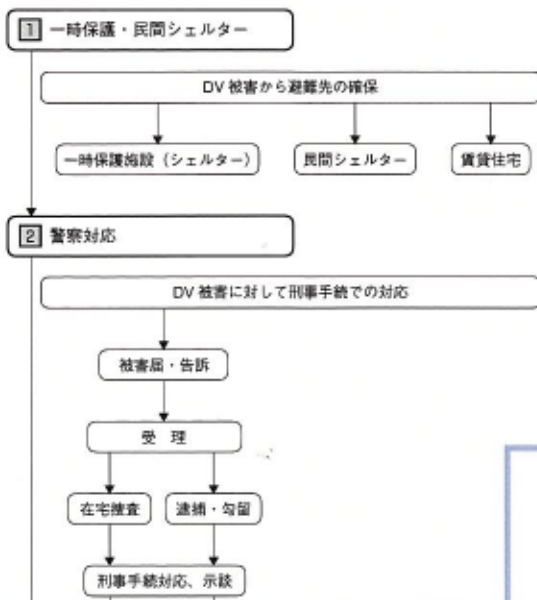 1 一時保護・民間シェルター
DV 被害から避難先の確保
一時保護施設（シェルター）
民間シェルター
賃貸住宅
2 警察対応
DV 被害に対して刑事手続での対応
被害届・告訴
受　理
在宅捜査
逮捕・勾留
刑事手続対応、示談